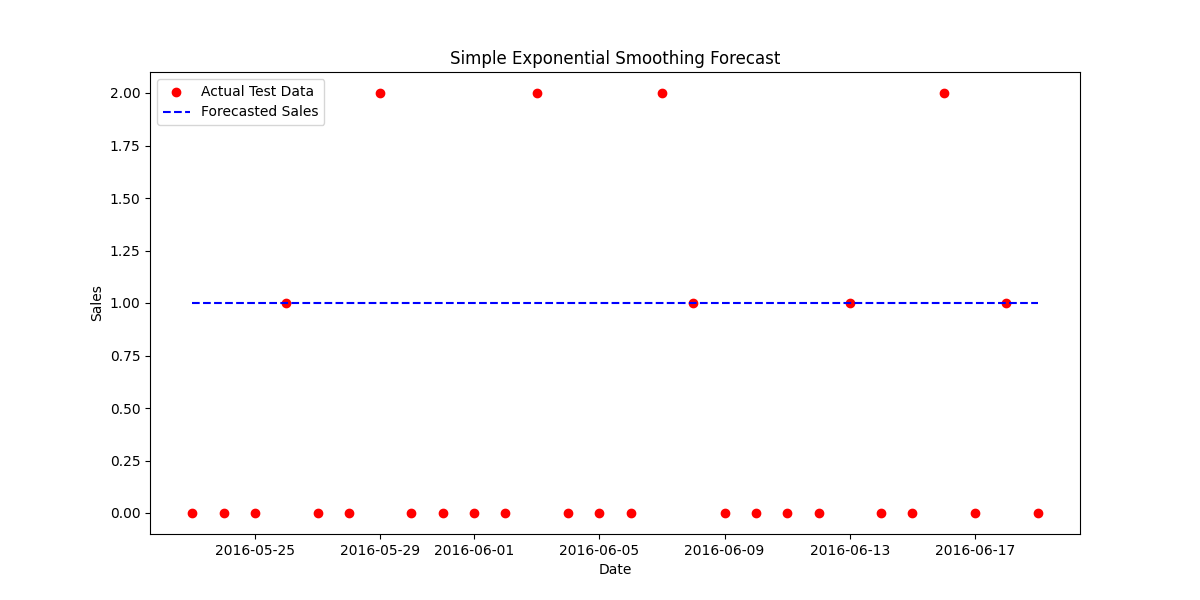 Simple Exponential Smoothing Forecast
Actual Test Data
Forecasted Sales
2.00
1.75
1.50
1.25
1.00
0.75
0.50
0.25
0.00
Sales
2016-05-25 2016-05-29 2016-06-01 2016-06-05 2016-06-09 2016-06-13 2016-06-17
Date